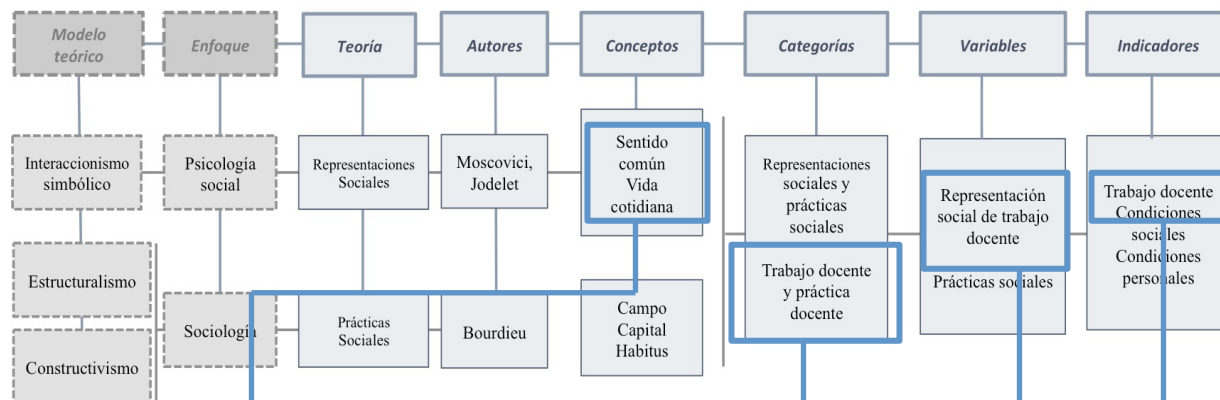 Modelo
teórico
Enfoque
Teoría
Autores
Conceptos
Categorías
Variables
Indicadores
Interaccionismo
simbólico
Psicología
social
Representaciones
Sociales
Moscovici,
Jodelet
Sentido
común
Vida
cotidiana
Representaciones
sociales y
prácticas
sociales
Trabajo docente
y práctica
docente
Representación
social de trabajo
docente
Prácticas sociales
Trabajo docente
Condiciones
sociales
Condiciones
personales
Estructuralismo
Constructivismo
Sociología
Prácticas
Sociales
Bourdieu
Campo
Capital
Habitus